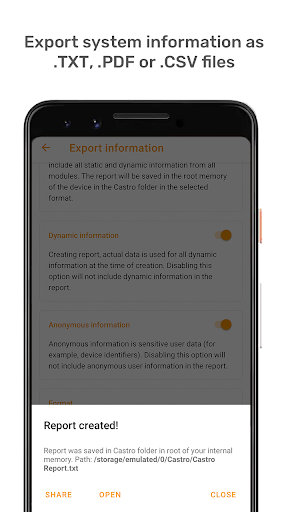 Export system information as
.TXT, .PDF or .CSV files
Export information
include all static and dynamic information from all
modules. The report will be saved in the root memory
of the device in the Castro folder in the selected
format.
Dynamic information
Creating report, actual data is used for all dynamic
information at the time of creation. Disabling this
option will not include dynamic information in the
report.
Anonymous information
Anonymous information is sensitive user data (for
example, device identifiers). Disabling this option will
not include anonymous user information in the report.
Format
Report created!
Report was saved in Castro folder in root of your internal
memory. Path: /storage/emulated/0/Castro/Castro
Report.txt
SHARE OPEN CLOSE